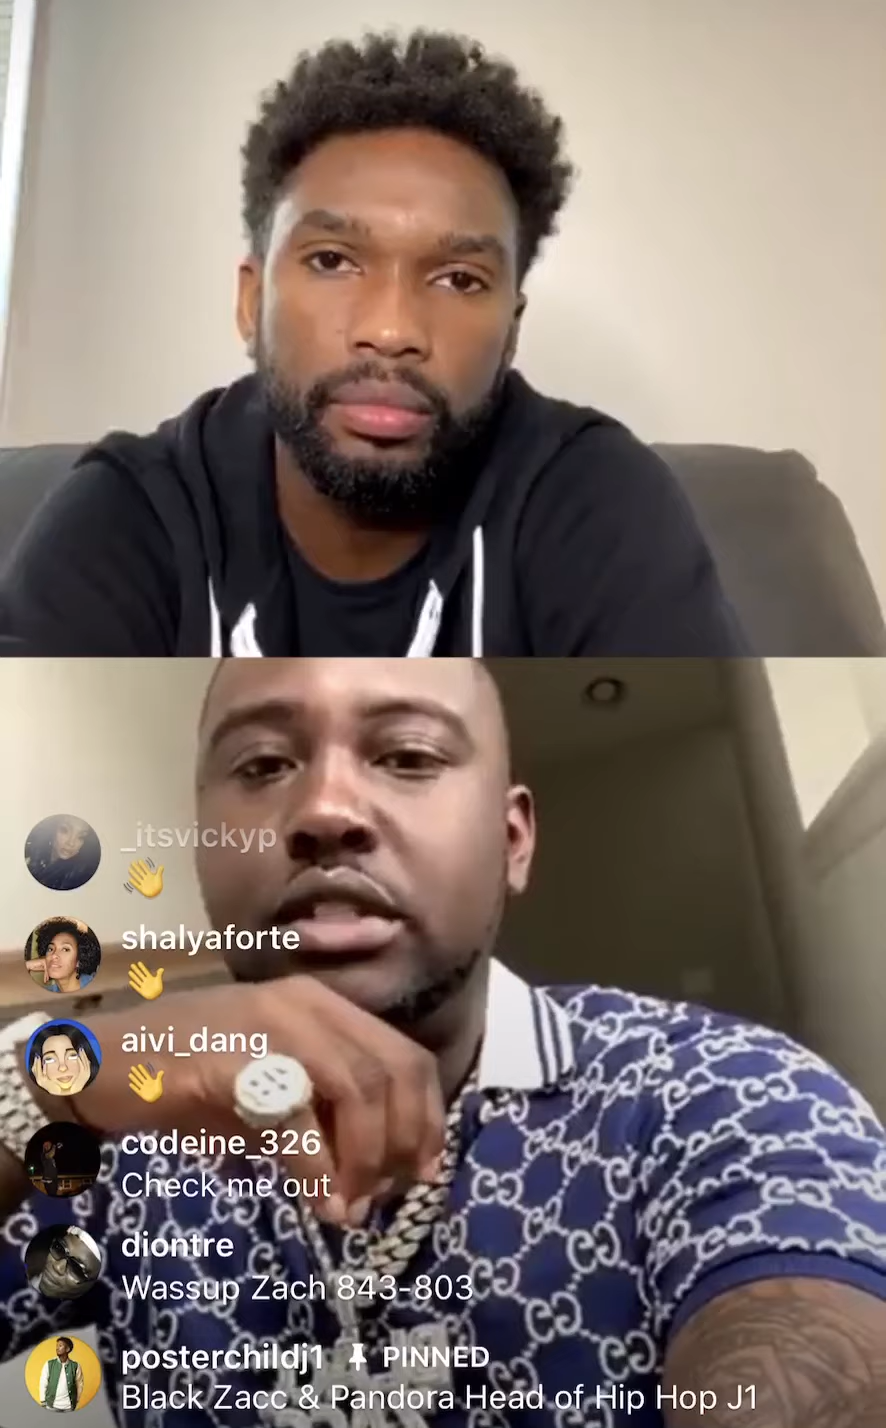 _itsvickyp
👋
shalyaforte
👋
aivi_dang
👋
codeine_326
Check me out
diontre
Wassup Zach 843-803
posterchildj1 📌 PINNED
Black Zacc & Pandora Head of Hip Hop J1